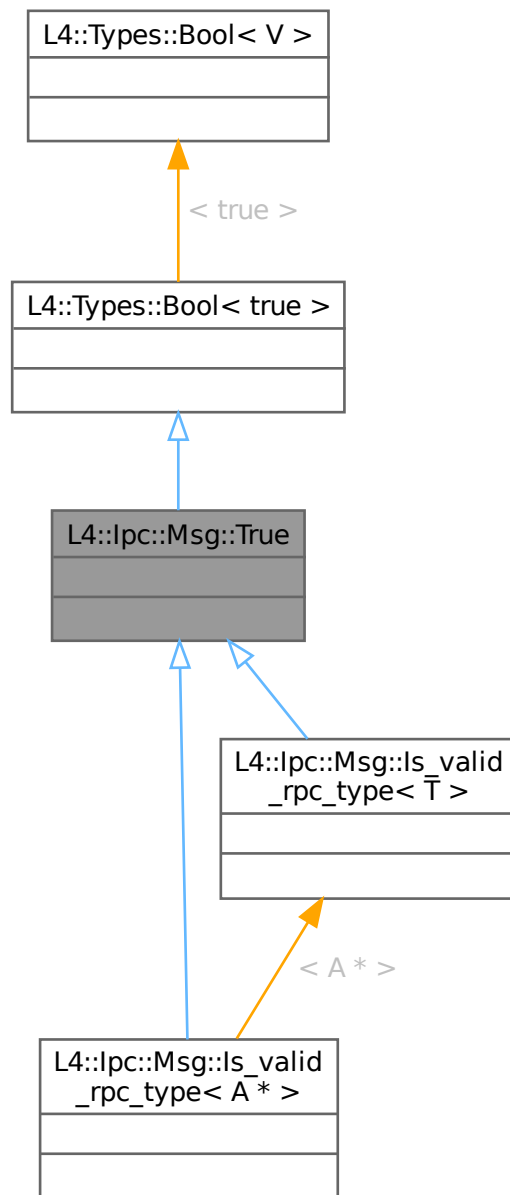 L4::Types::Bool< V >
< true >
L4::Types::Bool< true >
L4::Ipc::Msg::True
L4::Ipc::Msg::Is_valid
_rpc_type< T >
< A * >
L4::Ipc::Msg::Is_valid
_rpc_type< A * >